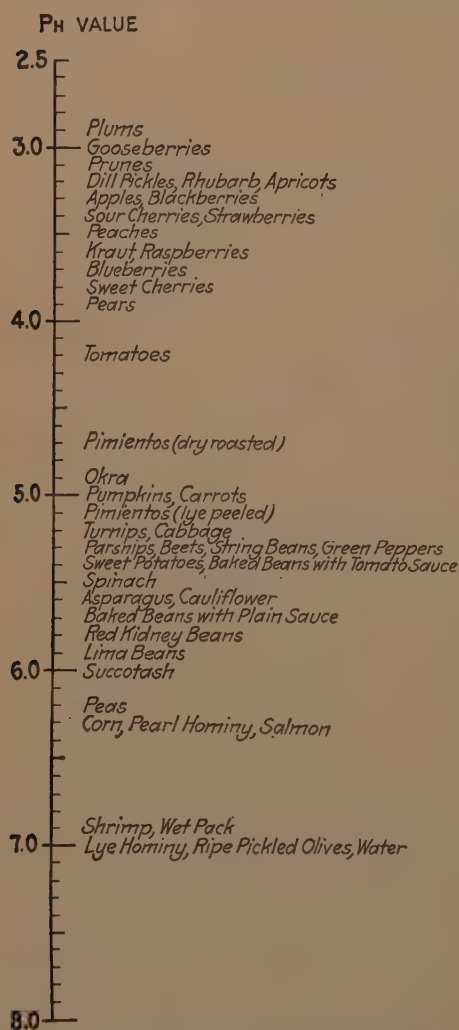 PH VALUE
2.5
Plums
3.0 Gooseberries
Prunes
Dill Pickles, Rhubarb, Apricots
Apples, Blackberries
Sour Cherries, Strawberries
Peaches
Kraut, Raspberries
Blueberries
Sweet Cherries
Pears
4.0
Tomatoes
Pimientos (dry roasted)
Okra
5.0 Pumpkins, Carrots
Pimientos (lye peeled)
Turnips, Cabbage
Parsnips, Beets, String Beans, Green Peppers
Sweet Potatoes, Baked Beans with Tomato Sauce
Spinach
Asparagus, Cauliflower
Baked Beans with Plain Sauce
Red Kidney Beans
Lima Beans
6.0 Succotash
Peas
Corn, Pearl Hominy, Salmon
Shrimp, Wet Pack
7.0 Lye Hominy, Ripe Pickled Olives, Water
8.0